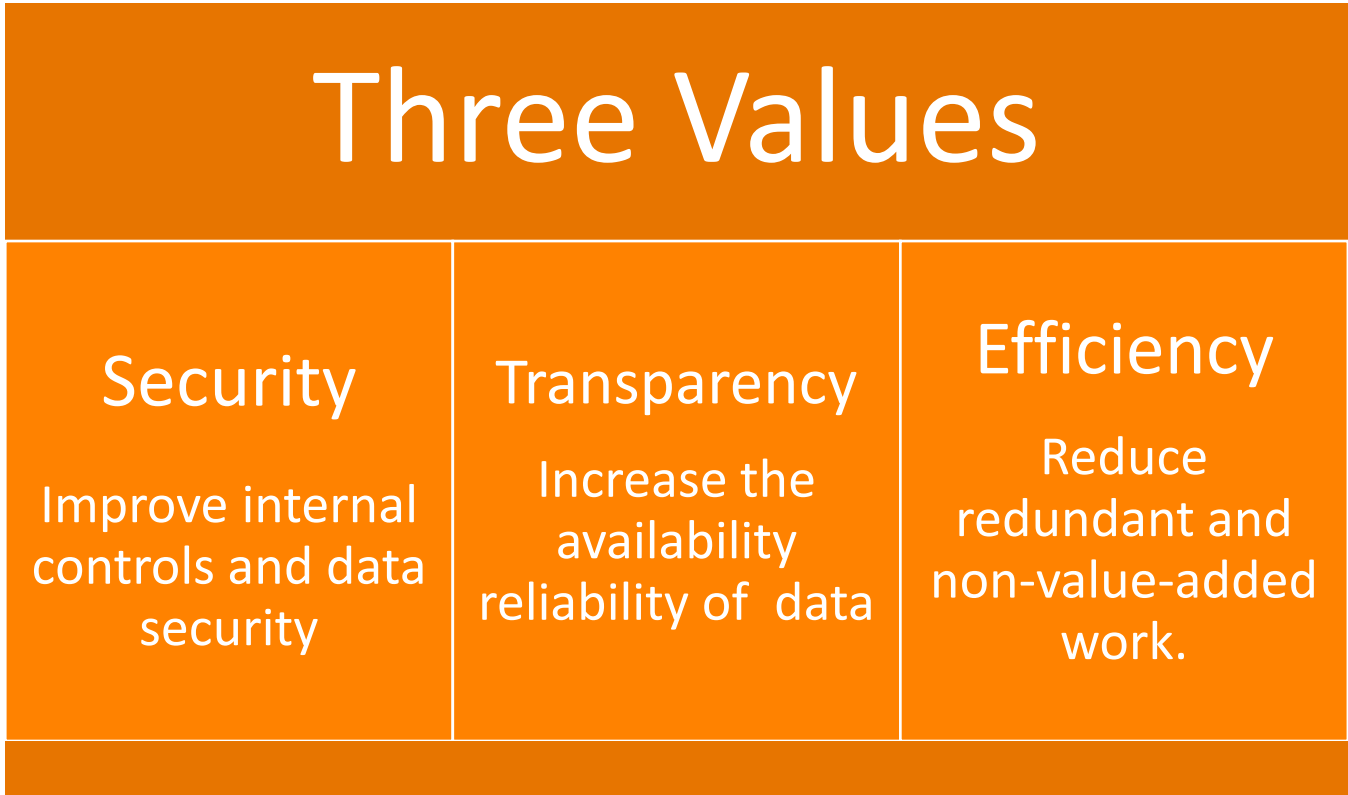 Three Values
Security
Improve internal
controls and data
security
Transparency
Increase the
availability
reliability of  data
Efficiency
Reduce
redundant and
non-value-added
work.